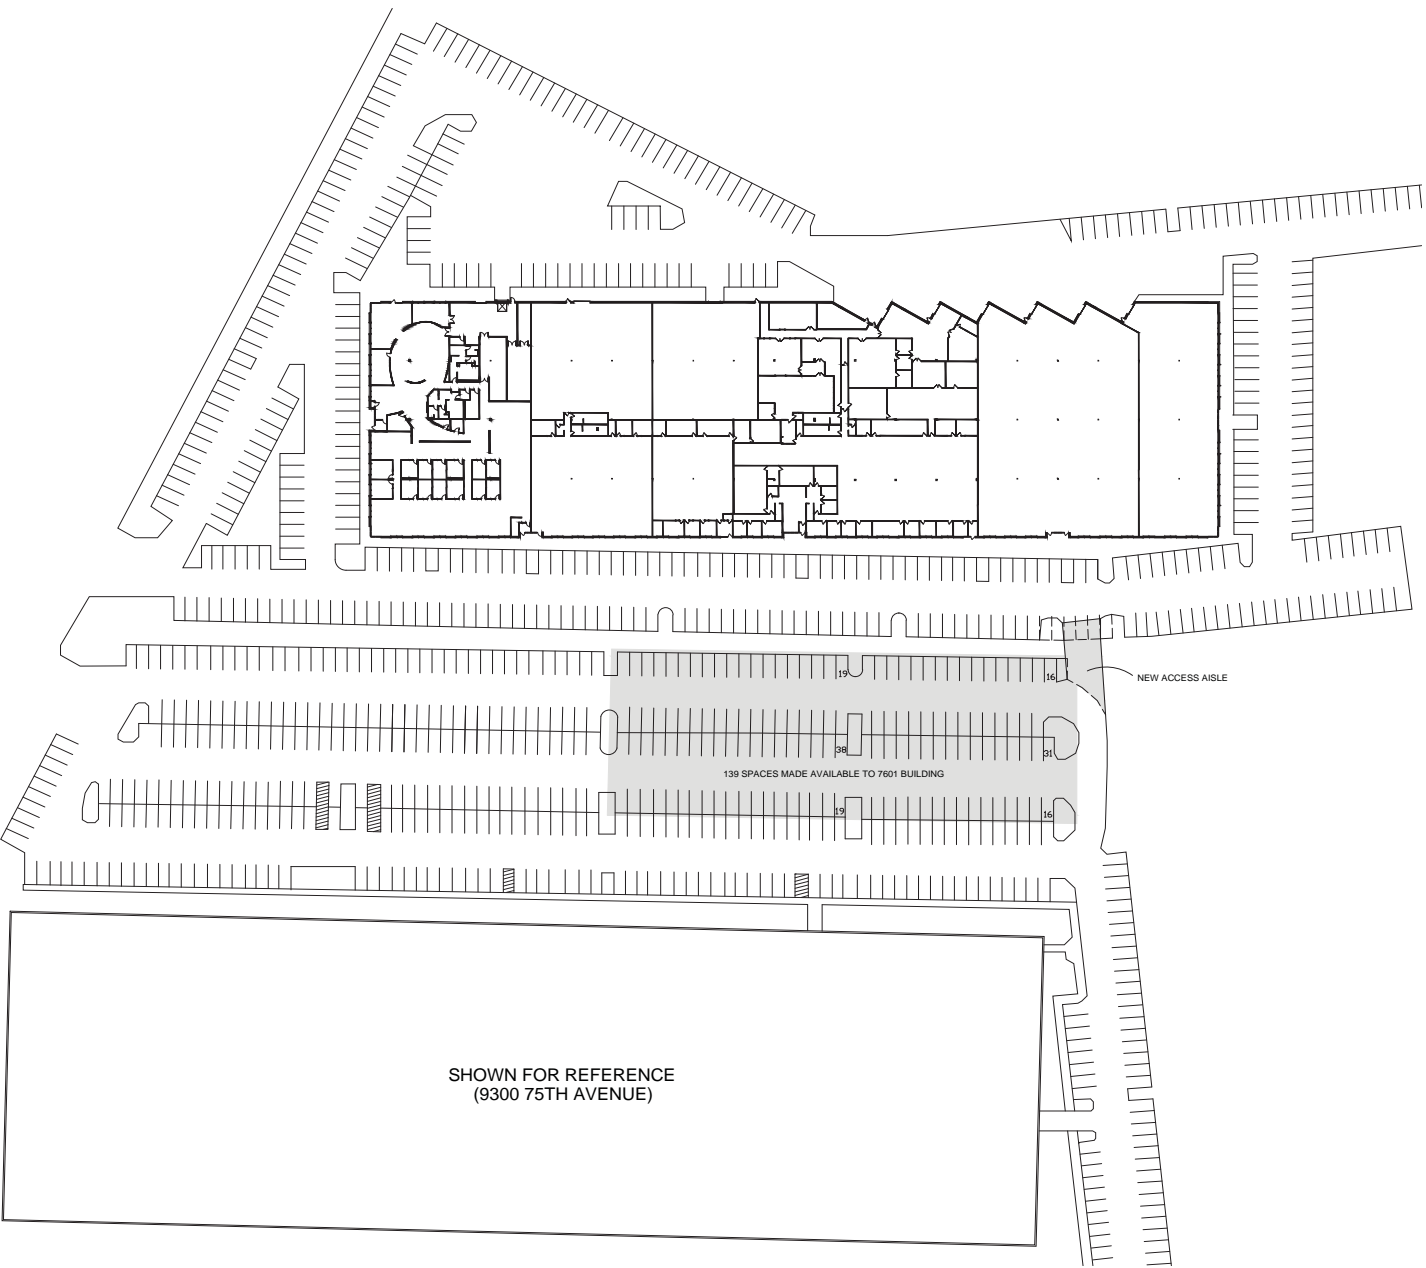 19
16
NEW ACCESS AISLE
38
31
139 SPACES MADE AVAILABLE TO 7601 BUILDING
19
16
SHOWN FOR REFERENCE
(9300 75TH AVENUE)